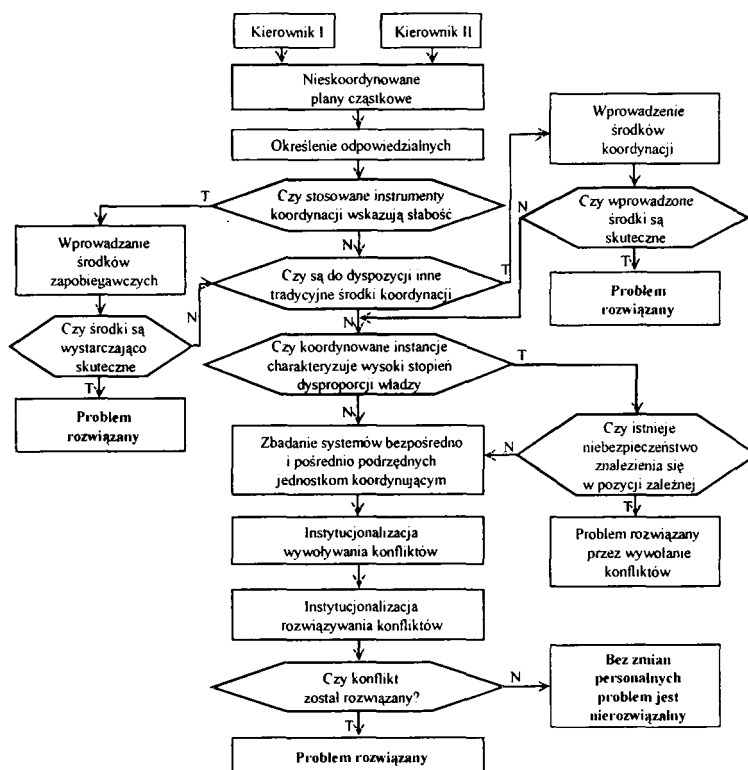 Kierownik I
Kierownik II
Nieskoordynowane
plany cząstkowe
Określenie odpowiedzialnych
Wprowadzenie
środków
koordynacji
T
Czy stosowane instrumenty
koordynacji wskazują słabość
N
N
Czy wprowadzone
środki są
skuteczne
T
Problem
rozwiązany
Wprowadzanie
środków
zapobiegawczych
N
Czy są do dyspozycji inne
tradycyjne środki koordynacji
T
N
Czy środki są
wystarczająco
skuteczne
T
Problem
rozwiązany
Czy koordynowane instancje
charakteryzuje wysoki stopień
dysproporcji władzy
T
N
Czy istnieje
niebezpieczeństwo
znalezienia się
w pozycji zależnej
N
T
Problem rozwiązany
przez wywołanie
konfliktów
Zbadanie systemów bezpośredno
i pośrednio podrzędnych
jednostkom koordynującym
Instytucjonalizacja
wywoływania konfliktów
Instytucjonalizacja
rozwiązywania konfliktów
Czy konflikt
został rozwiązany?
N
Bez zmian
personalnych
problem jest
nierozwiązalny
T
Problem rozwiązany